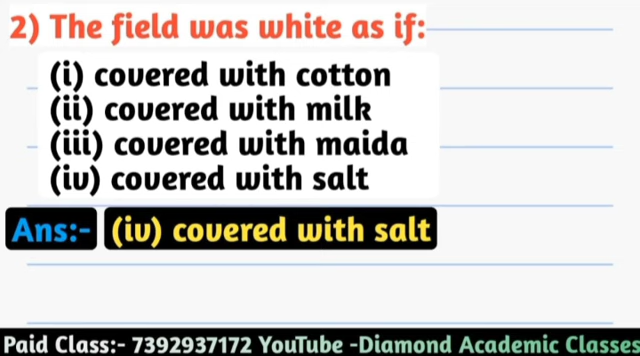 2) The field was white as if:
(i) covered with cotton
(ii) covered with milk
(iii) covered with maida
(iv) covered with salt
Ans:- (iv) covered with salt
Paid Class:- 7392937172 YouTube -Diamond Academic Classes